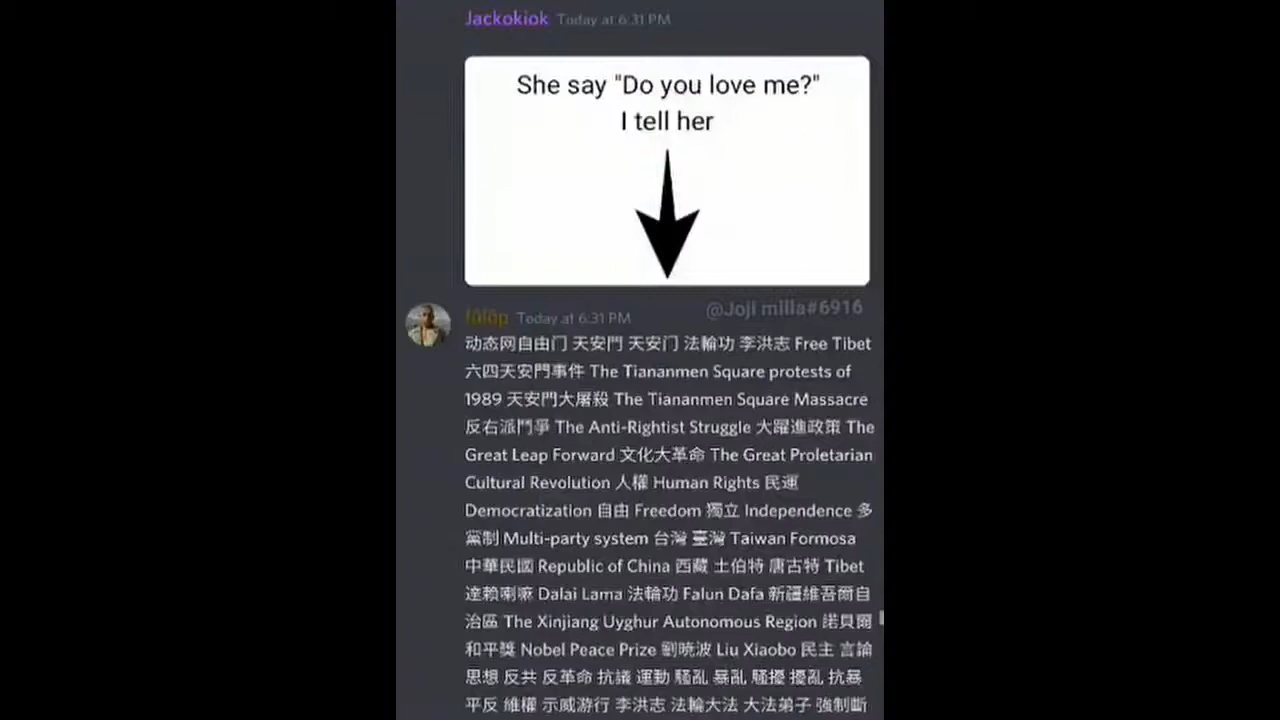 Jackokiok Today at 6:31 PM
She say "Do you love me?"
I tell her
@Joji milla#6916
Today at 6:31 PM
动态网自由门 天安門 天安门 法輪功 李洪志 Free Tibet
六四天安門事件 The Tiananmen Square protests of
1989 天安門大屠殺 The Tiananmen Square Massacre
反右派鬥爭 The Anti-Rightist Struggle 大躍進政策 The
Great Leap Forward 文化大革命 The Great Proletarian
Cultural Revolution 人權 Human Rights 民運
Democratization 自由 Freedom 獨立 Independence 多
黨制 Multi-party system 台灣 臺灣 Taiwan Formosa
中華民國 Republic of China 西藏 土伯特 唐古特 Tibet
達賴喇嘛 Dalai Lama 法輪功 Falun Dafa 新疆維吾爾自
治區 The Xinjiang Uyghur Autonomous Region 諾貝爾
和平獎 Nobel Peace Prize 劉暁波 Liu Xiaobo 民主 言論
思想 反共 反革命 抗議 運動 騷亂 暴亂 騷擾 擾亂 抗暴
平反 維權 示威游行 李洪志 法輪大法 大法弟子 強制斷